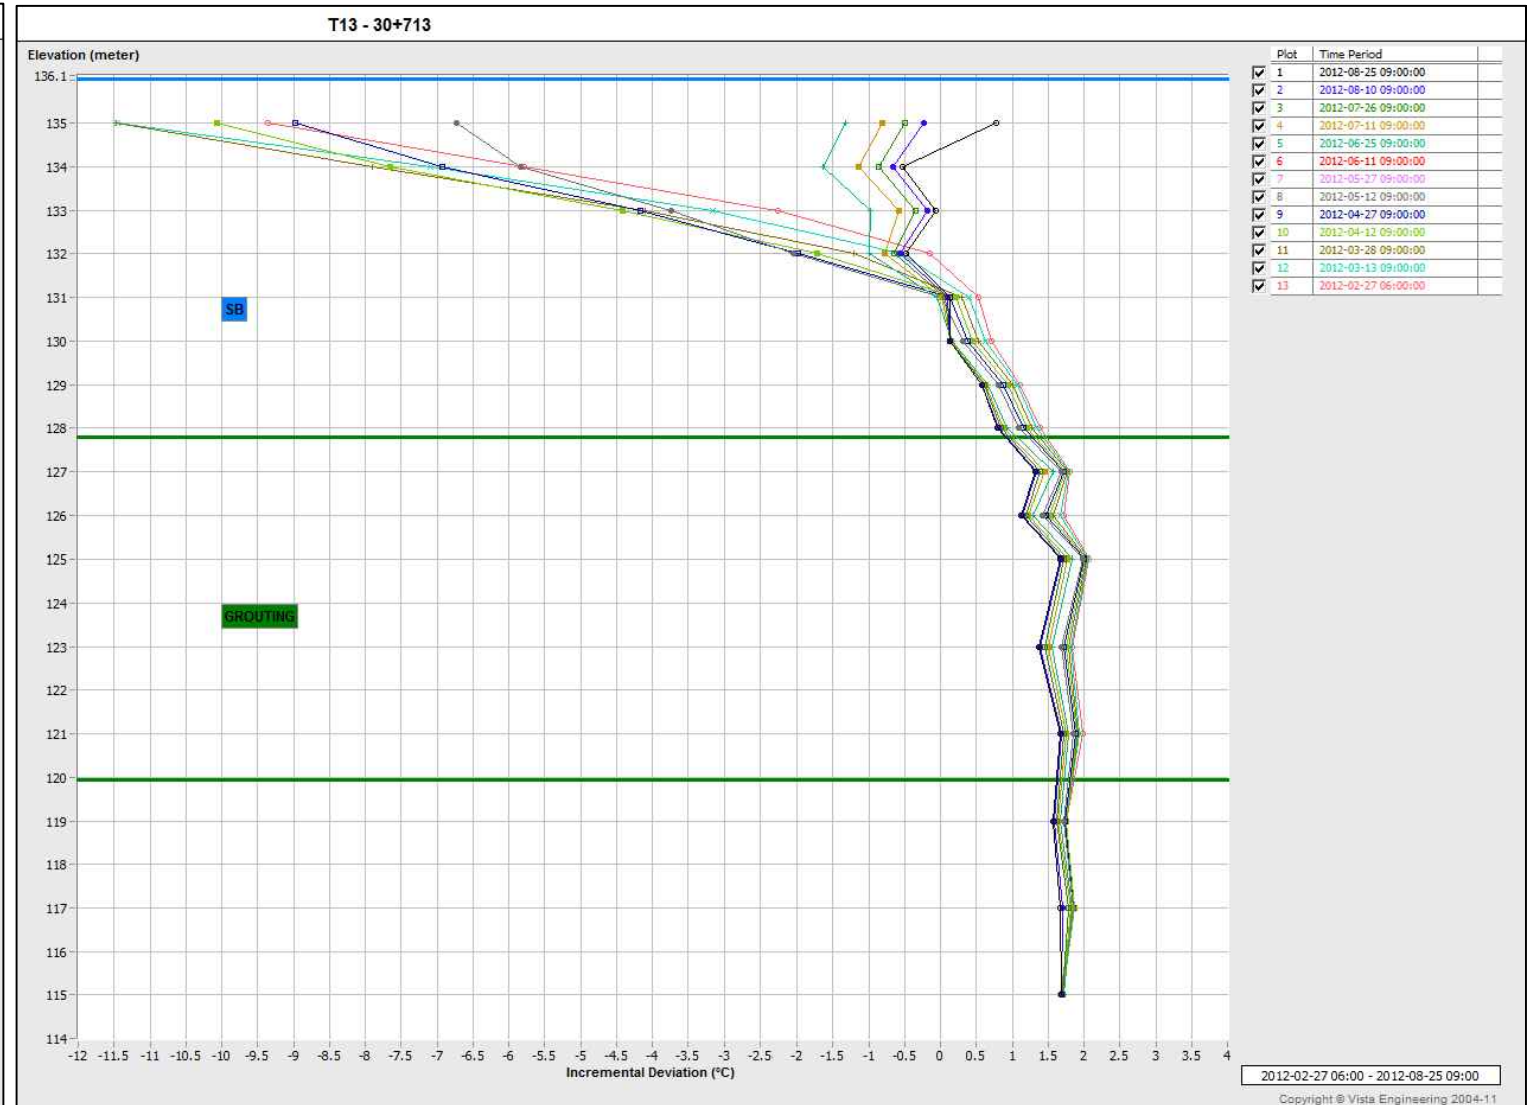 T13 - 30+713
Elevation (meter)
136.1
135
134
133
132
131
130
129
128
127
126
125
124
123
122
121
120
119
118
117
116
115
114
SB
GROUTING
-12 -11.5 -11 -10.5 -10 -9.5 -9 -8.5 -8 -7.5 -7 -6.5 -6 -5.5 -5 -4.5 -4 -3.5 -3 -2.5 -2 -1.5 -1 -0.5 0 0.5 1 1.5 2 2.5 3 3.5 4
Incremental Deviation (°C)
Plot Time Period
1 2012-08-25 09:00:00
2 2012-08-10 09:00:00
3 2012-07-26 09:00:00
4 2012-07-11 09:00:00
5 2012-06-25 09:00:00
6 2012-06-11 09:00:00
7 2012-05-27 09:00:00
8 2012-05-12 09:00:00
9 2012-04-27 09:00:00
10 2012-04-12 09:00:00
11 2012-03-28 09:00:00
12 2012-03-13 09:00:00
13 2012-02-27 06:00:00
2012-02-27 06:00 - 2012-08-25 09:00
Copyright © Vista Engineering 2004-11